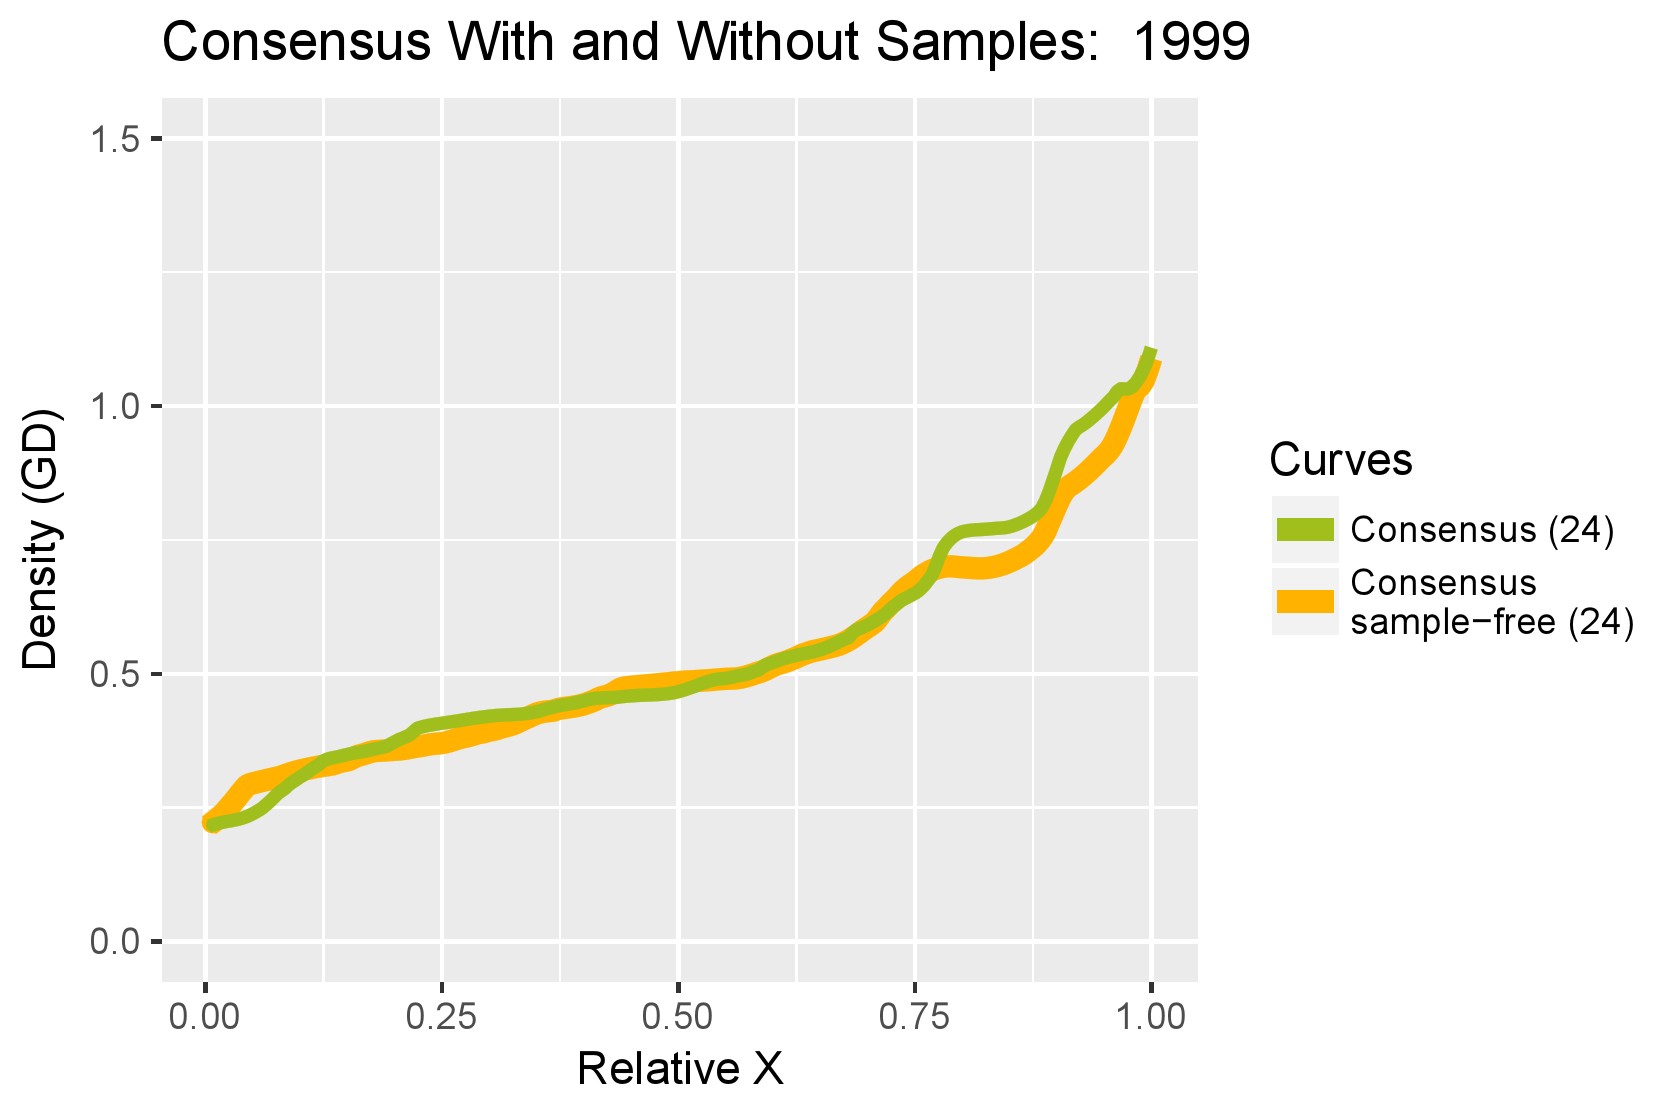 Consensus With and Without Samples:  1999
1.5
1.0
0.5
0.0
Density (GD)
0.00 0.25 0.50 0.75 1.00
Relative X
Curves
Consensus (24)
Consensus
sample−free (24)